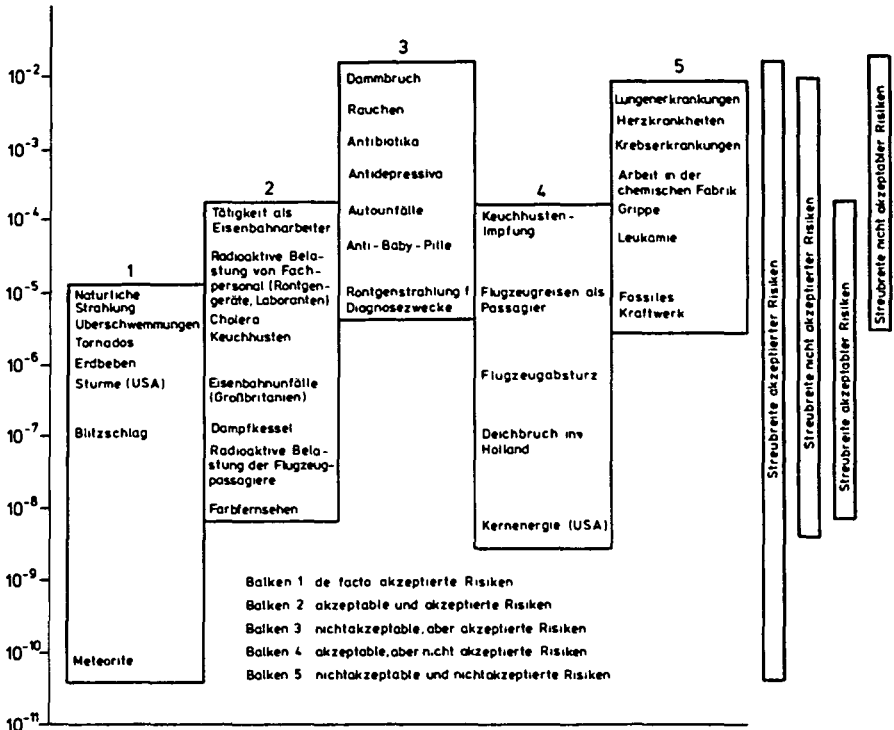 10⁻²
10⁻³
10⁻⁴
10⁻⁵
10⁻⁶
10⁻⁷
10⁻⁸
10⁻⁹
10⁻¹⁰
10⁻¹¹
1
Naturliche
Strahlung
Uberschwemmungen
Tornados
Erdbeben
Sturme (USA)
Blitzschlag
Meteorite
2
Tätigkeit als
Eisenbahnarbeiter
Radioaktive Bela-
stung von Fach-
personal (Rontgen-
geräte, Laboranten)
Cholera
Keuchhusten
Eisenbahnunfälle
(Großbritanien)
Dampfkessel
Radioaktive Bela-
stung der Flugzeug-
passagiere
Farbfernsehen
3
Dammbruch
Rauchen
Antibiotika
Antidepressiva
Autounfälle
Anti-Baby-Pille
Rontgenstrahlung f
Diagnosezwecke
4
Keuchhusten-
Impfung
Flugzeugreisen als
Passagier
Flugzeugabsturz
Deichbruch in
Holland
Kernenergie (USA)
5
Lungenerkrankungen
Herzkrankheiten
Krebserkrankungen
Arbeit in der
chemischen Fabrik
Grippe
Leukamie
Fossiles
Kraftwerk
Streubreite akzeptierter Risiken
Streubreite nicht akzeptierter Risiken
Streubreite akzeptabler Risiken
Streubreite nicht akzeptabler Risiken
Balken 1 de facto akzeptierte Risiken
Balken 2 akzeptable und akzeptierte Risiken
Balken 3 nichtakzeptable, aber akzeptierte Risiken
Balken 4 akzeptable, aber nicht akzeptierte Risiken
Balken 5 nichtakzeptable und nichtakzeptierte Risiken